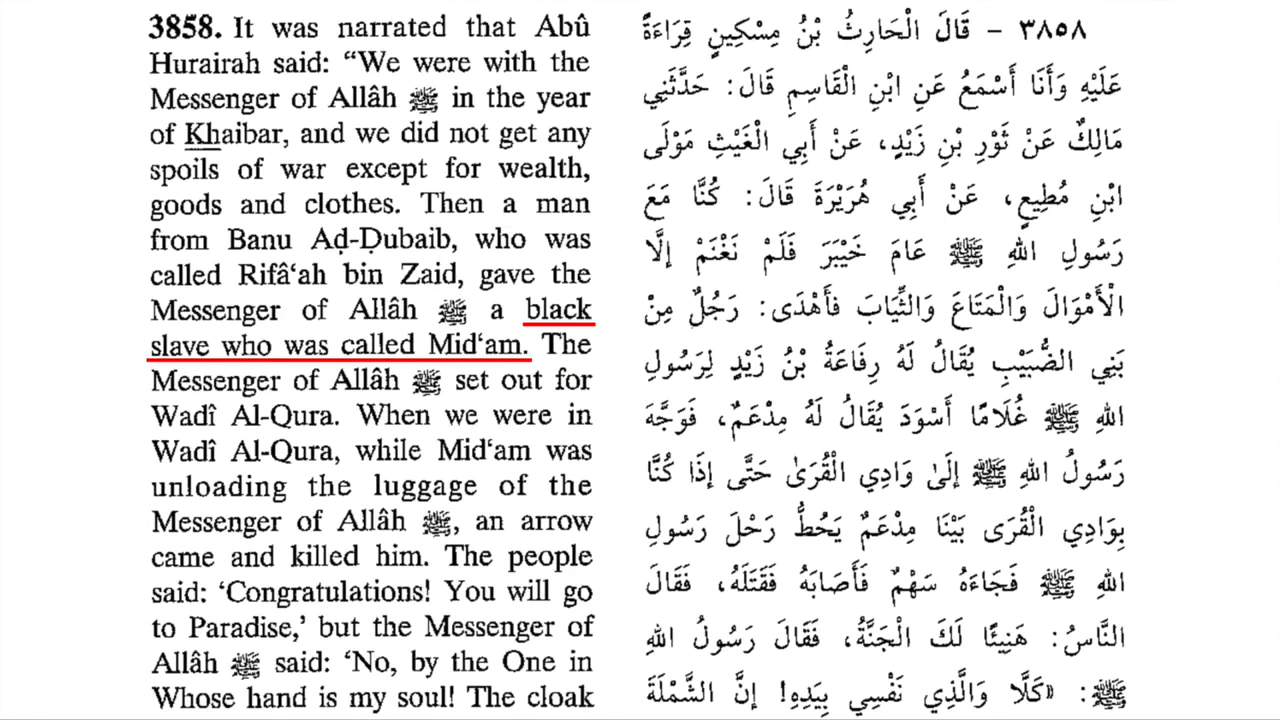 3858. It was narrated that Abû
Hurairah said: “We were with the
Messenger of Allâh ﷺ in the year
of Khaibar, and we did not get any
spoils of war except for wealth,
goods and clothes. Then a man
from Banu Aḍ-Ḍubaib, who was
called Rifâ‘ah bin Zaid, gave the
Messenger of Allâh ﷺ a black
slave who was called Mid‘am. The
Messenger of Allâh ﷺ set out for
Wadî Al-Qura. When we were in
Wadî Al-Qura, while Mid‘am was
unloading the luggage of the
Messenger of Allâh ﷺ, an arrow
came and killed him. The people
said: ‘Congratulations! You will go
to Paradise,’ but the Messenger of
Allâh ﷺ said: ‘No, by the One in
Whose hand is my soul! The cloak
٣٨٥٨ - قَالَ الْحَارِثُ بْنُ مِسْكِينٍ قِرَاءَةً
عَلَيْهِ وَأَنَا أَسْمَعُ عَنِ ابْنِ الْقَاسِمِ قَالَ: حَدَّثَنِي
مَالِكٌ عَنْ ثَوْرِ بْنِ زَيْدٍ، عَنْ أَبِي الْغَيْثِ مَوْلَى
ابْنِ مُطِيعٍ، عَنْ أَبِي هُرَيْرَةَ قَالَ: كُنَّا مَعَ
رَسُولِ اللهِ ﷺ عَامَ خَيْبَرَ فَلَمْ نَغْنَمْ إِلَّا
الْأَمْوَالَ وَالْمَتَاعَ وَالثِّيَابَ فَأَهْدَى: رَجُلٌ مِنْ
بَنِي الضُّبَيْبِ يُقَالُ لَهُ رِفَاعَةُ بْنُ زَيْدٍ لِرَسُولِ
اللهِ ﷺ غُلَامًا أَسْوَدَ يُقَالُ لَهُ مِدْعَمٌ، فَوَجَّهَ
رَسُولُ اللهِ ﷺ إِلَىٰ وَادِي الْقُرَىٰ حَتَّى إِذَا كُنَّا
بِوَادِي الْقُرَى بَيْنَا مِدْعَمٌ يَحُطُّ رَحْلَ رَسُولِ
اللهِ ﷺ فَجَاءَهُ سَهْمٌ فَأَصَابَهُ فَقَتَلَهُ، فَقَالَ
النَّاسُ: هَنِيئًا لَكَ الْجَنَّةُ، فَقَالَ رَسُولُ اللهِ
ﷺ: «كَلَّا وَالَّذِي نَفْسِي بِيَدِهِ! إِنَّ الشَّمْلَةَ